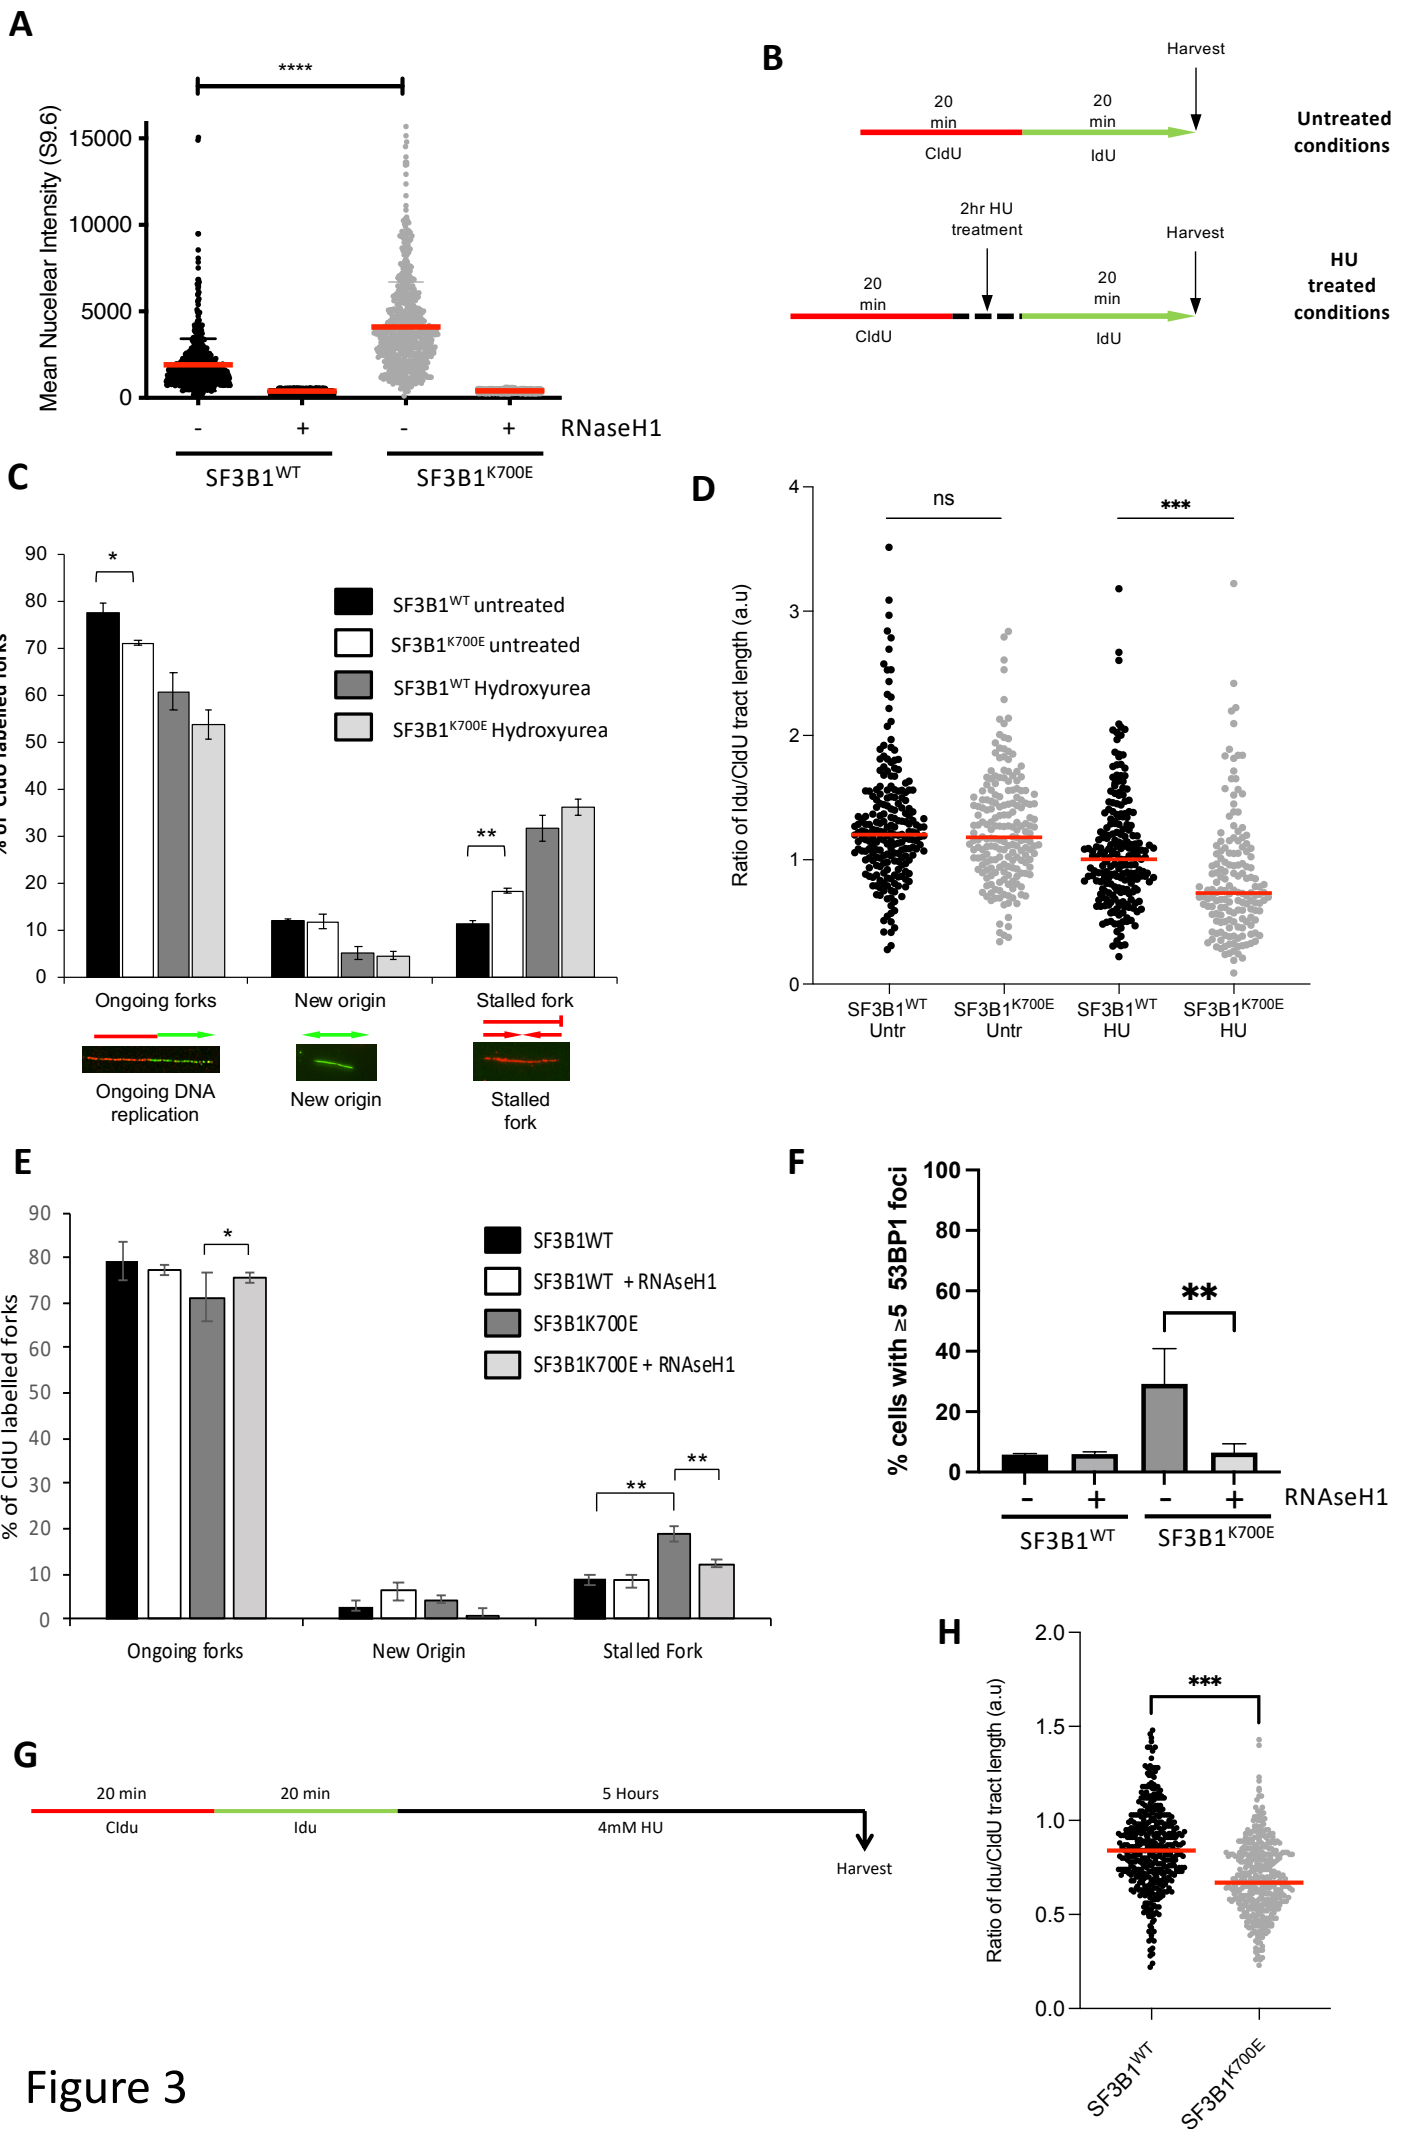 A
****
Mean Nucelear Intensity (S9.6)
15000
10000
5000
0
-
+
-
+
RNaseH1
SF3B1WT
SF3B1K700E
B
Harvest
20
min
20
min
CldU
IdU
Untreated
conditions
2hr HU
treatment
Harvest
20
min
20
min
CldU
IdU
HU
treated
conditions
C
% of CldU labelled forks
90
80
70
60
50
40
30
20
10
0
*
**
SF3B1WT untreated
SF3B1K700E untreated
SF3B1WT Hydroxyurea
SF3B1K700E Hydroxyurea
Ongoing forks
New origin
Stalled fork
Ongoing DNA
replication
New origin
Stalled
fork
D
Ratio of Idu/CldU tract length (a.u)
4
3
2
1
0
ns
***
SF3B1WT
Untr
SF3B1K700E
Untr
SF3B1WT
HU
SF3B1K700E
HU
E
% of CldU labelled forks
90
80
70
60
50
40
30
20
10
0
*
**
**
SF3B1WT
SF3B1WT + RNAseH1
SF3B1K700E
SF3B1K700E + RNAseH1
Ongoing forks
New Origin
Stalled Fork
F
% cells with ≥5 53BP1 foci
100
80
60
40
20
0
**
-
+
-
+
RNAseH1
SF3B1WT
SF3B1K700E
G
20 min
20 min
5 Hours
Cldu
Idu
4mM HU
Harvest
H
Ratio of Idu/CldU tract length (a.u)
2.0
1.5
1.0
0.5
0.0
***
SF3B1WT
SF3B1K700E
Figure 3